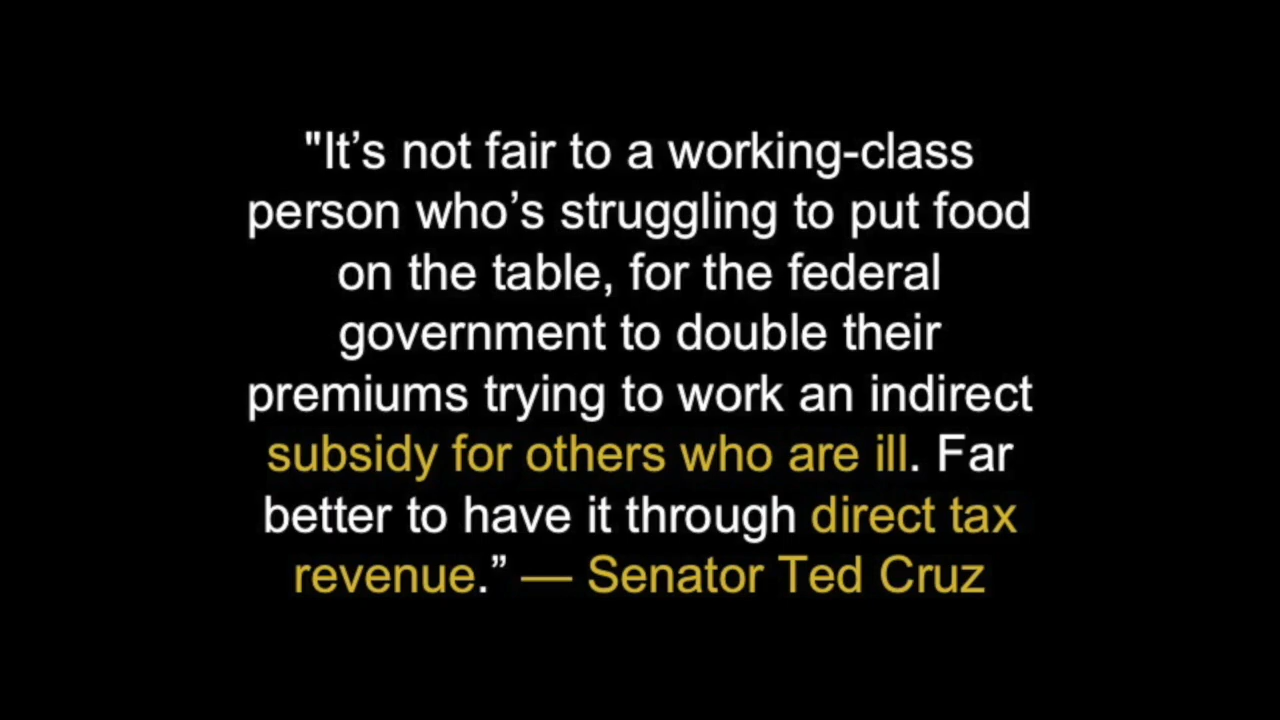 "It’s not fair to a working-class
person who’s struggling to put food
on the table, for the federal
government to double their
premiums trying to work an indirect
subsidy for others who are ill. Far
better to have it through direct tax
revenue.” — Senator Ted Cruz